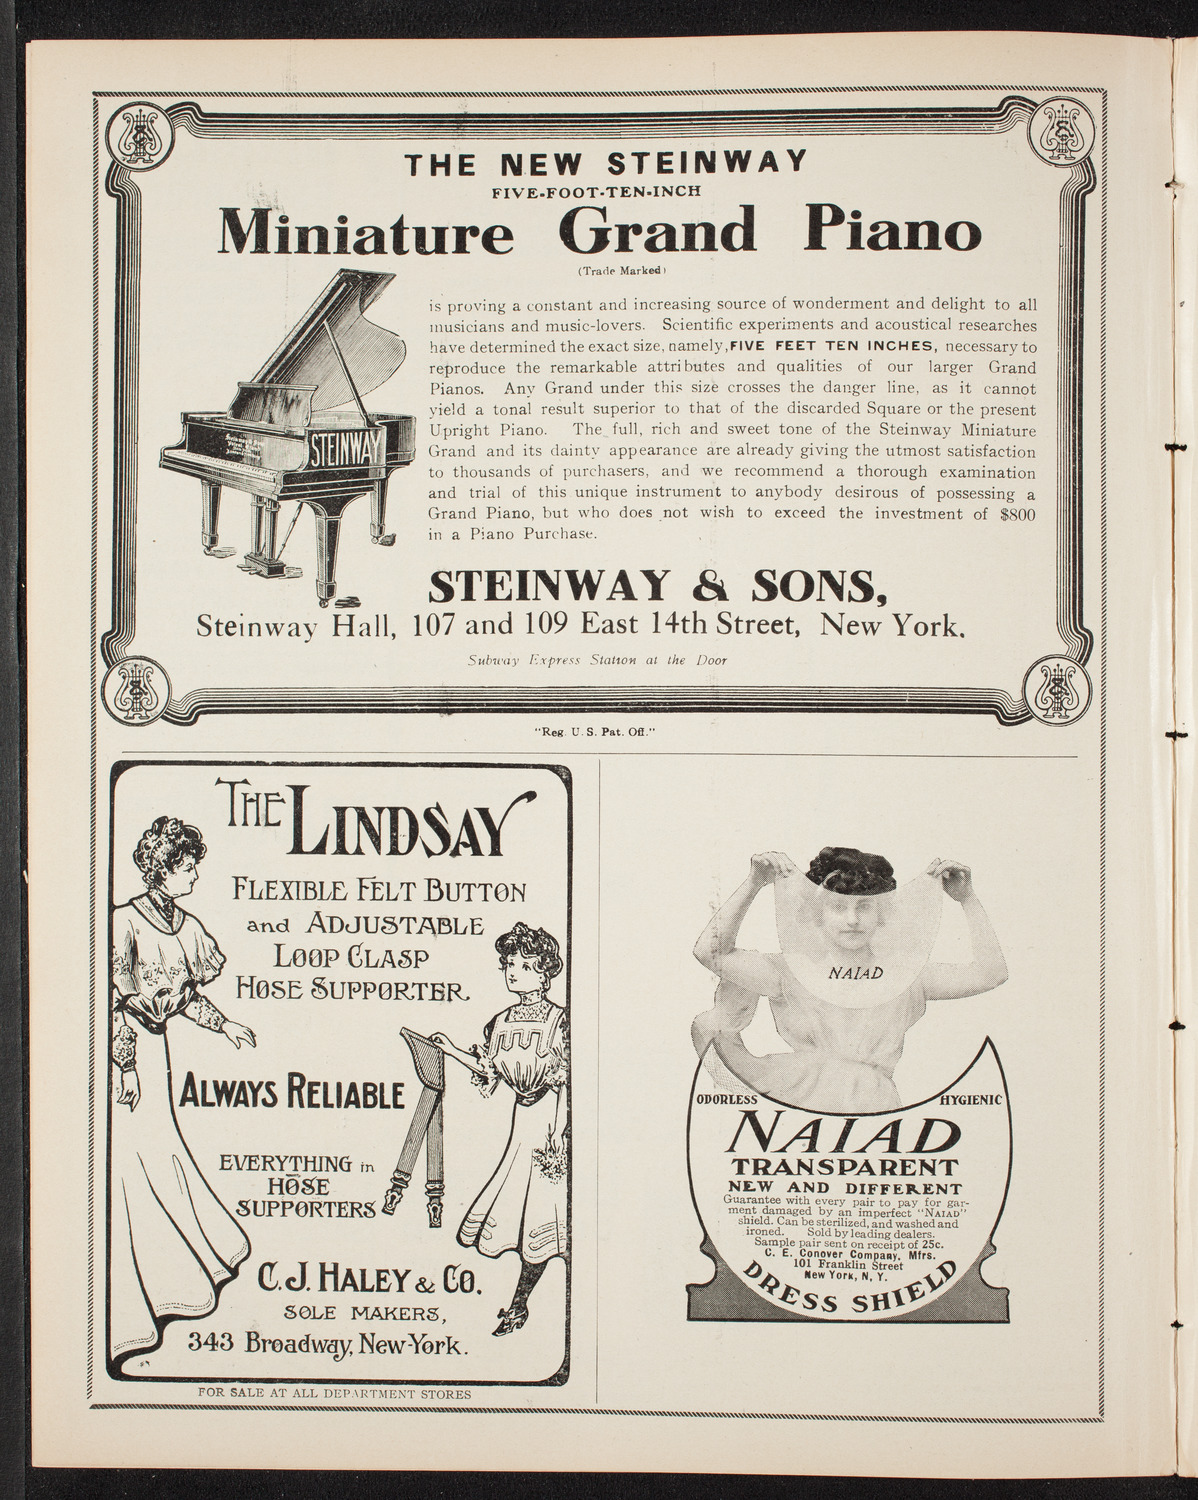 THE NEW STEINWAY
FIVE-FOOT-TEN-INCH
Miniature Grand Piano
(Trade Marked)
is proving a constant and increasing source of wonderment and delight to all
musicians and music-lovers. Scientific experiments and acoustical researches
have determined the exact size, namely, FIVE FEET TEN INCHES, necessary to
reproduce the remarkable attributes and qualities of our larger Grand
Pianos. Any Grand under this size crosses the danger line, as it cannot
yield a tonal result superior to that of the discarded Square or the present
Upright Piano. The full, rich and sweet tone of the Steinway Miniature
Grand and its dainty appearance are already giving the utmost satisfaction
to thousands of purchasers, and we recommend a thorough examination
and trial of this unique instrument to anybody desirous of possessing a
Grand Piano, but who does not wish to exceed the investment of $800
in a Piano Purchase.
STEINWAY
STEINWAY & SONS,
Steinway Hall, 107 and 109 East 14th Street, New York.
Subway Express Station at the Door
"Reg. U. S. Pat. Off."
THE LINDSAY
FLEXIBLE FELT BUTTON
and ADJUSTABLE
LOOP CLASP
HOSE SUPPORTER
ALWAYS RELIABLE
EVERYTHING in
HOSE
SUPPORTERS
C. J. HALEY & CO.
SOLE MAKERS,
343 Broadway, New-York.
FOR SALE AT ALL DEPARTMENT STORES
NAIAD
ODORLESS HYGIENIC
NAIAD
TRANSPARENT
NEW AND DIFFERENT
Guarantee with every pair to pay for gar-
ment damaged by an imperfect "NAIAD"
shield. Can be sterilized, and washed and
ironed. Sold by leading dealers.
Sample pair sent on receipt of 25c.
C. E. Conover Company, Mfrs.
101 Franklin Street
New York, N. Y.
DRESS SHIELD